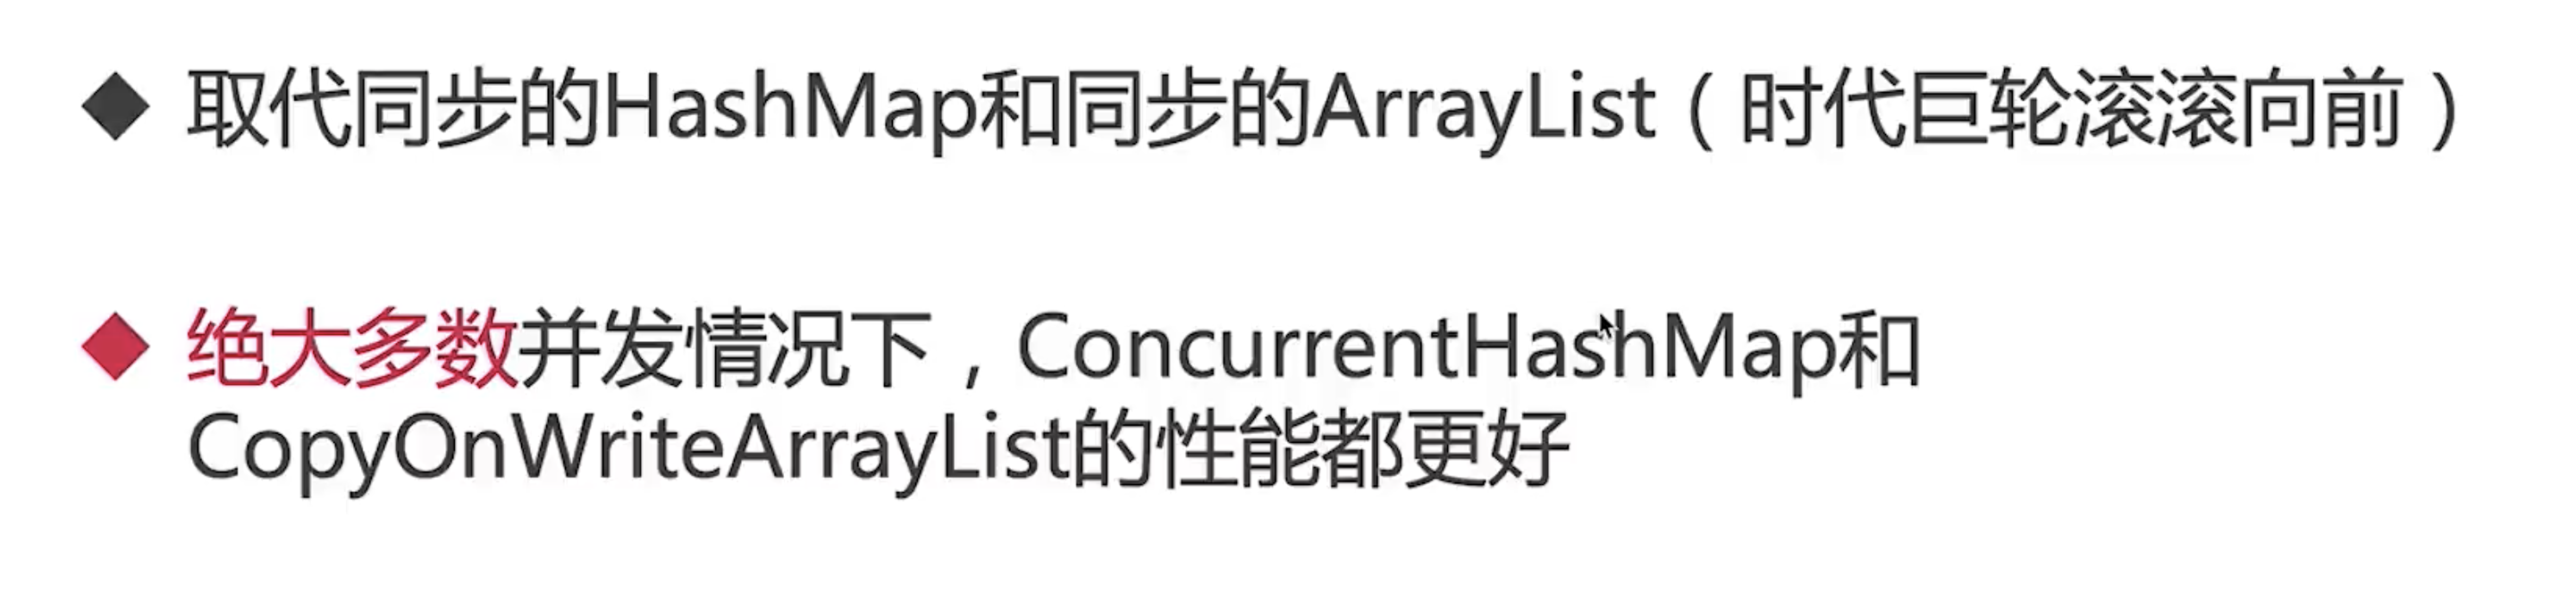 ◆ 取代同步的HashMap和同步的ArrayList（时代巨轮滚滚向前）
◆ 绝大多数并发情况下，ConcurrentHashMap和
CopyOnWriteArrayList的性能都更好